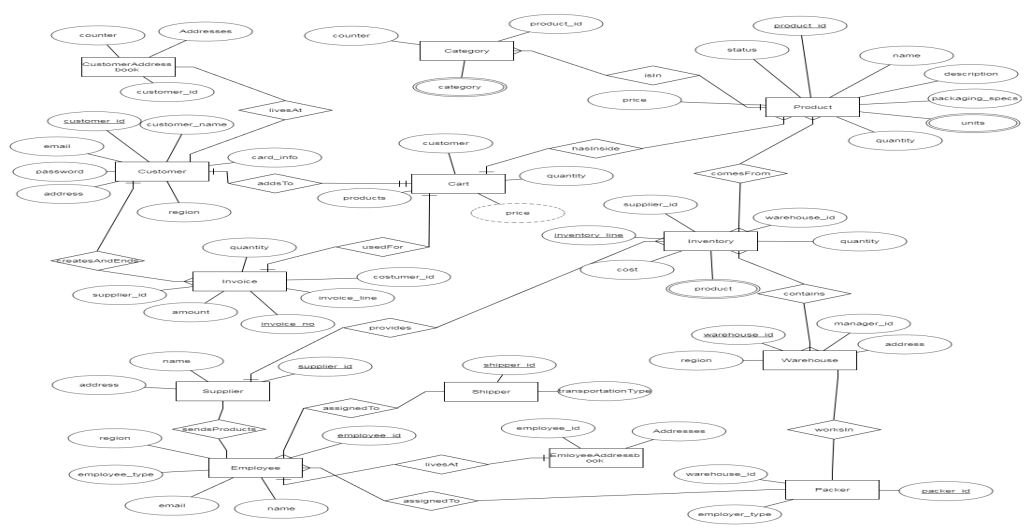 product_id
product_id
counter
Addresses
counter
Category
status
name
CustomerAddress
book
isIn
description
category
customer_id
price
Product
packaging_specs
livesAt
units
customer_id
customer_name
customer
hasInside
quantity
email
card_info
password
Customer
comesFrom
quantity
addsTo
Cart
address
products
supplier_id
region
price
warehouse_id
inventory_line
Inventory
quantity
quantity
usedFor
createsAndEnds
cost
costumer_id
Invoice
product
contains
supplier_id
invoice_line
amount
invoice_no
provides
manager_id
warehouse_id
address
name
supplier_id
shipper_id
region
Warehouse
address
Supplier
Shipper
transportationType
assignedTo
sendsProducts
employee_id
Addresses
worksIn
region
employee_id
EmloyeeAddressb
ook
employee_type
Employee
livesAt
warehouse_id
email
name
assignedTo
Packer
packer_id
employer_type